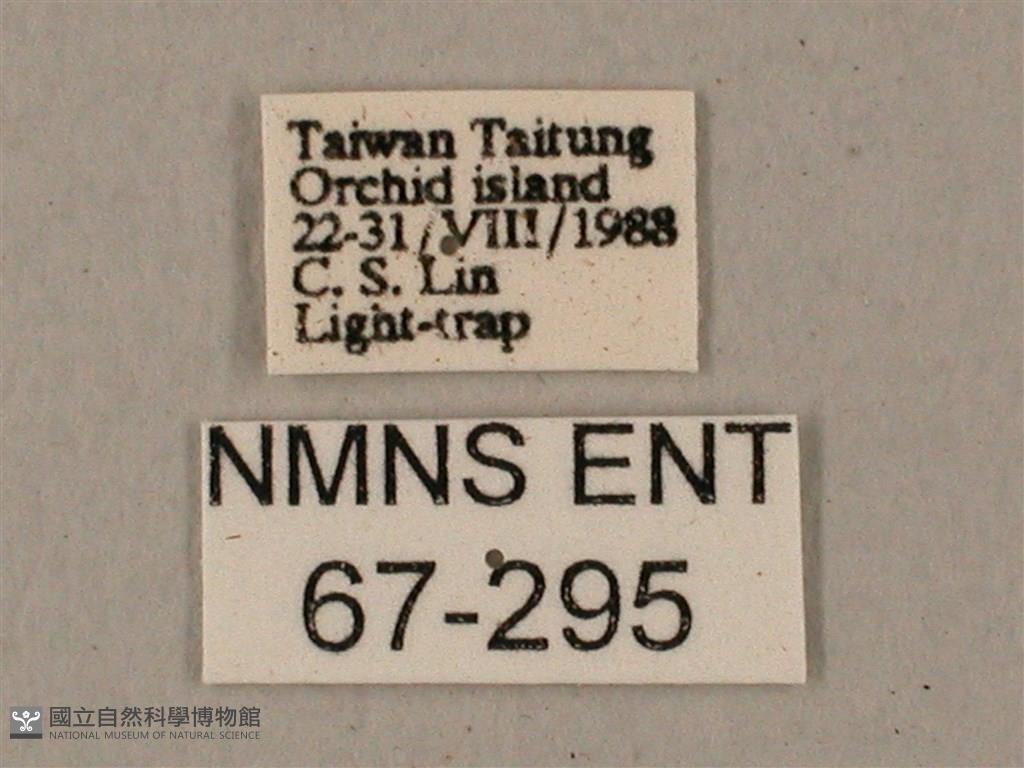 Taiwan Taitung
Orchid island
22-31/VIII/1988
C. S. Lin
Light-trap
NMNS ENT
67-295
國立自然科學博物館
NATIONAL MUSEUM OF NATURAL SCIENCE